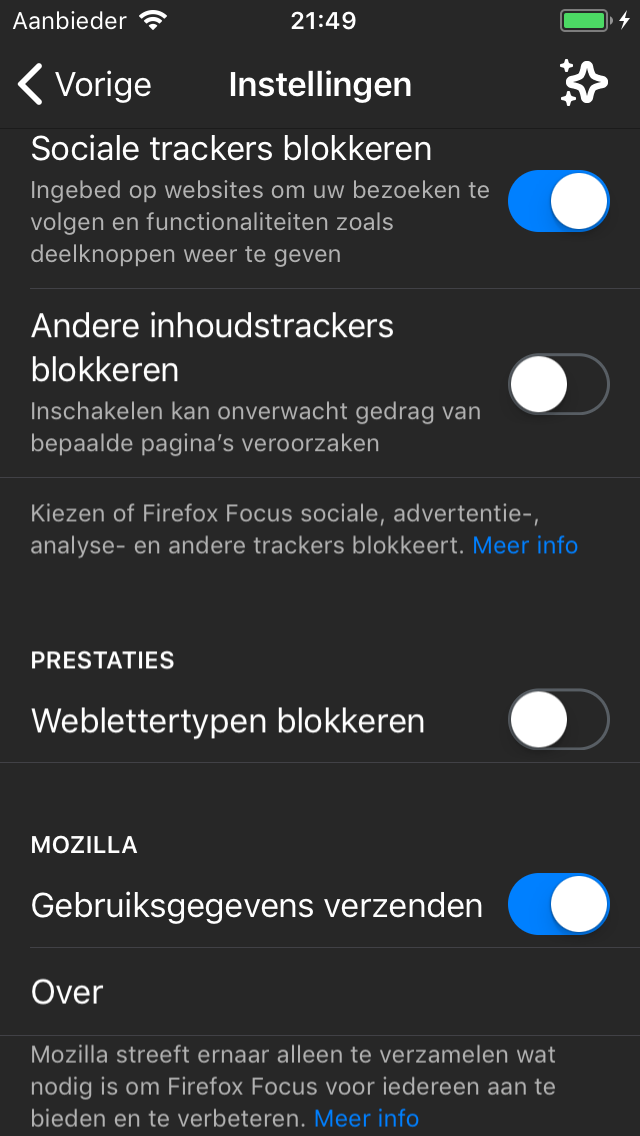 Aanbieder 21:49
Vorige Instellingen
Sociale trackers blokkeren
Ingebed op websites om uw bezoeken te
volgen en functionaliteiten zoals
deelknoppen weer te geven
Andere inhoudstrackers
blokkeren
Inschakelen kan onverwacht gedrag van
bepaalde pagina’s veroorzaken
Kiezen of Firefox Focus sociale, advertentie-,
analyse- en andere trackers blokkeert. Meer info
PRESTATIES
Weblettertypen blokkeren
MOZILLA
Gebruiksgegevens verzenden
Over
Mozilla streeft ernaar alleen te verzamelen wat
nodig is om Firefox Focus voor iedereen aan te
bieden en te verbeteren. Meer info